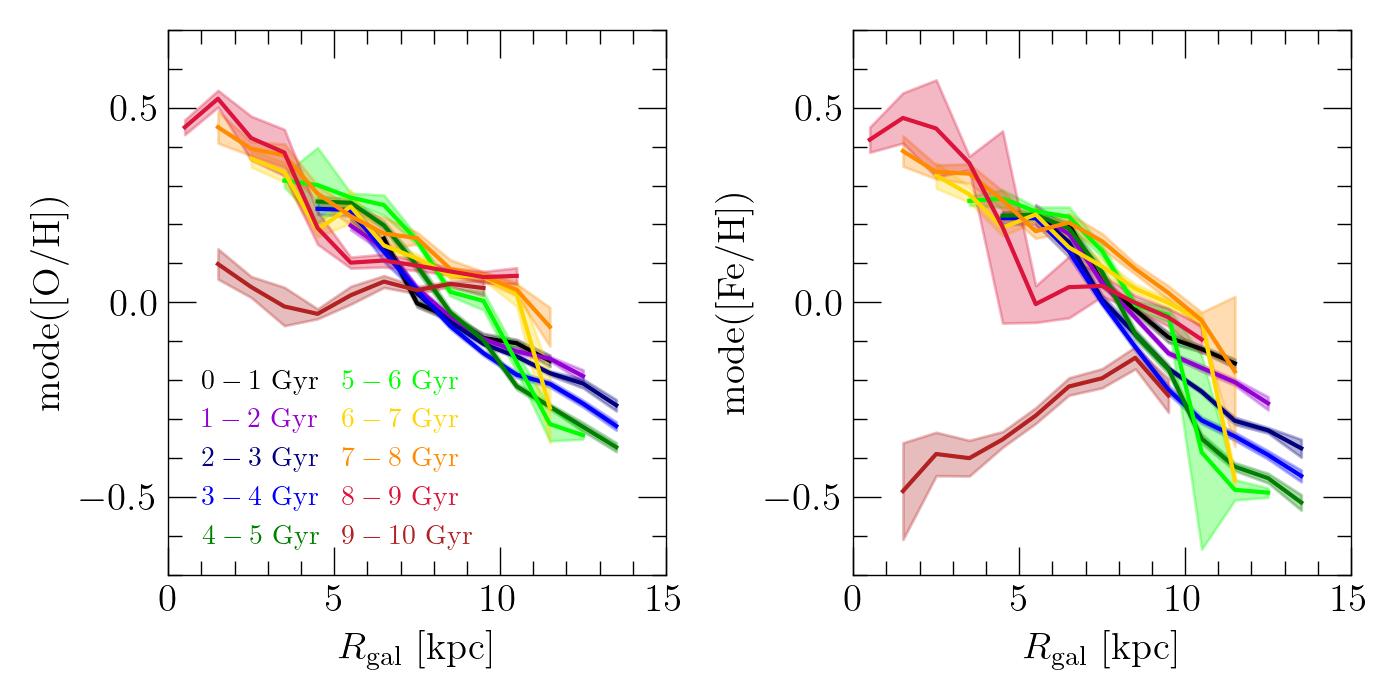 mode([O/H])
0.5
0.0
−0.5
0 − 1 Gyr 5 − 6 Gyr
1 − 2 Gyr 6 − 7 Gyr
2 − 3 Gyr 7 − 8 Gyr
3 − 4 Gyr 8 − 9 Gyr
4 − 5 Gyr 9 − 10 Gyr
0 5 10 15
R_gal [kpc]
mode([Fe/H])
0.5
0.0
−0.5
0 5 10 15
R_gal [kpc]